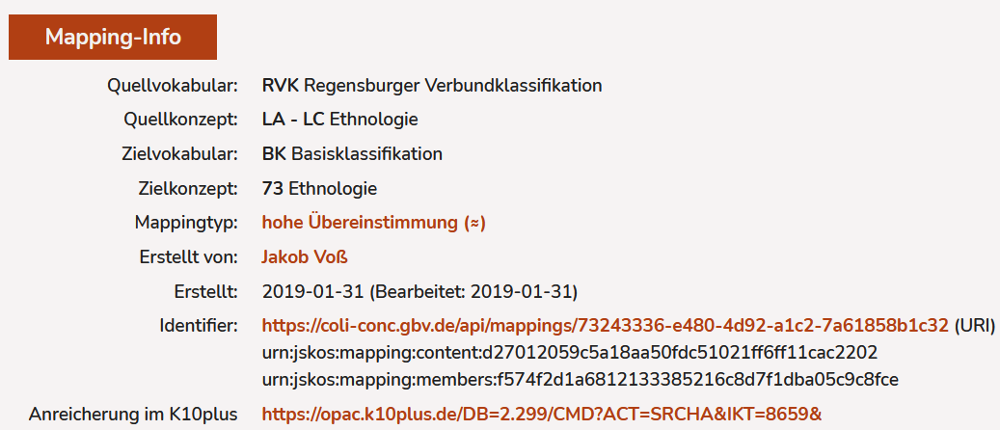 Mapping-Info
Quellvokabular: RVK Regensburger Verbundklassifikation
Quellkonzept: LA - LC Ethnologie
Zielvokabular: BK Basisklassifikation
Zielkonzept: 73 Ethnologie
Mappingtyp: hohe Übereinstimmung (≈)
Erstellt von: Jakob Voß
Erstellt: 2019-01-31 (Bearbeitet: 2019-01-31)
Identifier: https://coli-conc.gbv.de/api/mappings/73243336-e480-4d92-a1c2-7a61858b1c32 (URI)
urn:jskos:mapping:content:d27012059c5a18aa50fdc51021ff6ff11cac2202
urn:jskos:mapping:members:f574f2d1a6812133385216c8d7f1dba05c9c8fce
Anreicherung im K10plus https://opac.k10plus.de/DB=2.299/CMD?ACT=SRCHA&IKT=8659&